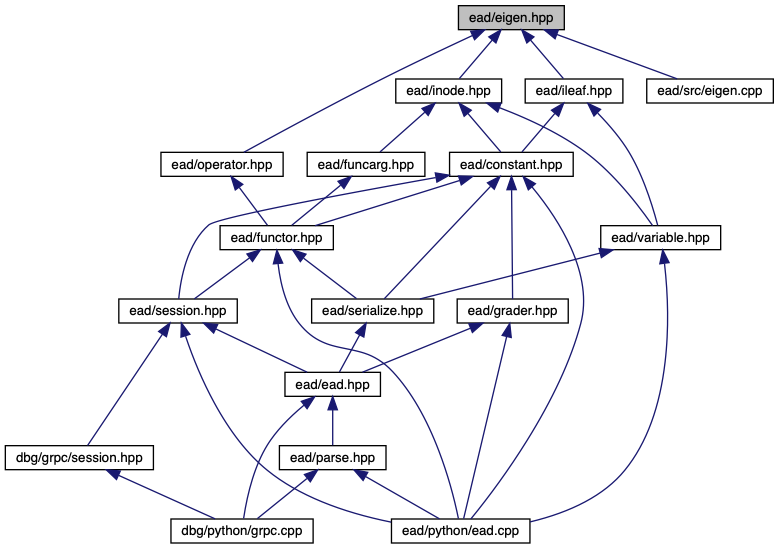 ead/eigen.hpp
ead/inode.hpp
ead/ileaf.hpp
ead/src/eigen.cpp
ead/operator.hpp
ead/funcarg.hpp
ead/constant.hpp
ead/functor.hpp
ead/variable.hpp
ead/session.hpp
ead/serialize.hpp
ead/grader.hpp
ead/ead.hpp
dbg/grpc/session.hpp
ead/parse.hpp
dbg/python/grpc.cpp
ead/python/ead.cpp